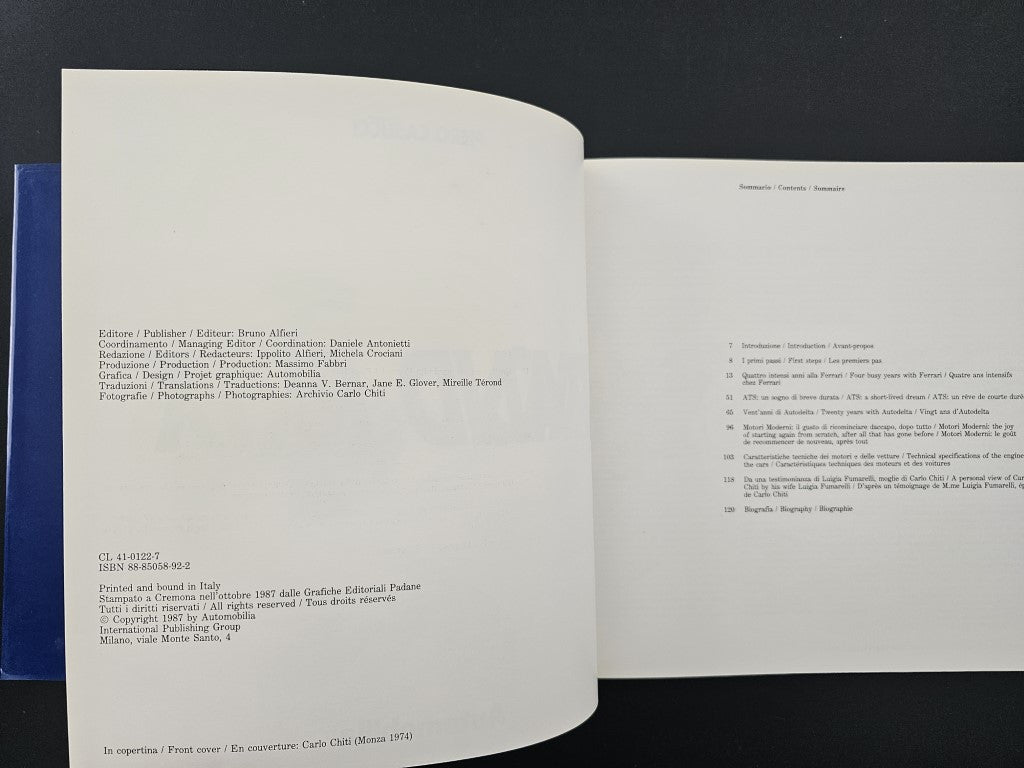 Editore / Publisher / Editeur: Bruno Alfieri
Coordinamento / Managing Editor / Coordination: Daniele Antonietti
Redazione / Editors / Redacteurs: Ippolito Alfieri, Michela Crociani
Produzione / Production / Production: Massimo Fabbri
Grafica / Design / Projet graphique: Automobilia
Traduzioni / Translations / Traductions: Deanna V. Bernar, Jane E. Glover, Mireille Térond
Fotografie / Photographs / Photographies: Archivio Carlo Chiti
CL 41-0122-7
ISBN 88-85058-92-2
Printed and bound in Italy
Stampato a Cremona nell'ottobre 1987 dalle Grafiche Editoriali Padane
Tutti i diritti riservati / All rights reserved / Tous droits réservés
© Copyright 1987 by Automobilia
International Publishing Group
Milano, viale Monte Santo, 4
In copertina / Front cover / En couverture: Carlo Chiti (Monza 1974)
Sommario / Contents / Sommaire
7 Introduzione / Introduction / Avant-propos
8 I primi passi / First steps / Les premiers pas
13 Quattro intensi anni alla Ferrari / Four busy years with Ferrari / Quatre ans intensifs
chez Ferrari
51 ATS: un sogno di breve durata / ATS: a short-lived dream / ATS: un rêve de courte duré
65 Vent'anni di Autodelta / Twenty years with Autodelta / Vingt ans d'Autodelta
96 Motori Moderni: il gusto di ricominciare daccapo, dopo tutto / Motori Moderni: the joy
of starting again from scratch, after all that has gone before / Motori Moderni: le goût
de recommencer de nouveau, après tout
103 Caratteristiche tecniche dei motori e delle vetture / Technical specifications of the engine
the cars / Caractéristiques techniques des moteurs et des voitures
118 Da una testimonianza di Luigia Fumarelli, moglie di Carlo Chiti / A personal view of Car
Chiti by his wife Luigia Fumarelli / D'après un témoignage de M.me Luigia Fumarelli, ép
de Carlo Chiti
120 Biografia / Biography / Biographie